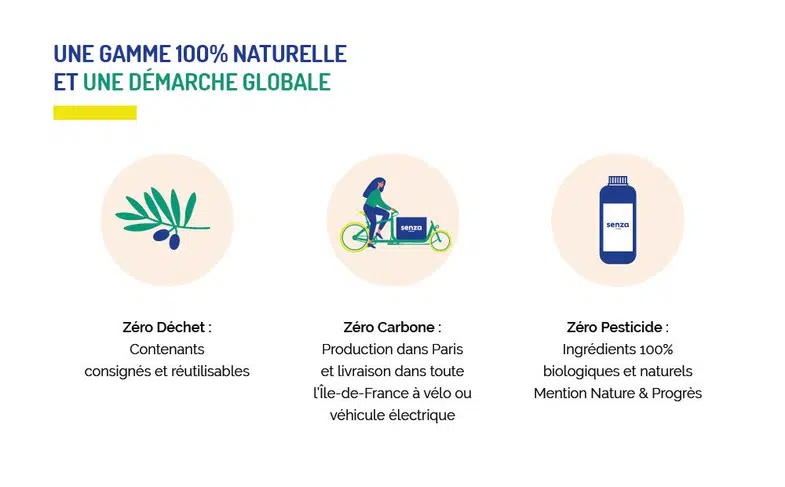 UNE GAMME 100% NATURELLE
ET UNE DÉMARCHE GLOBALE
senza
senza
Zéro Déchet :
Contenants
consignés et réutilisables
Zéro Carbone :
Production dans Paris
et livraison dans toute
l'Île-de-France à vélo ou
véhicule électrique
Zéro Pesticide :
Ingrédients 100%
biologiques et naturels
Mention Nature & Progrès